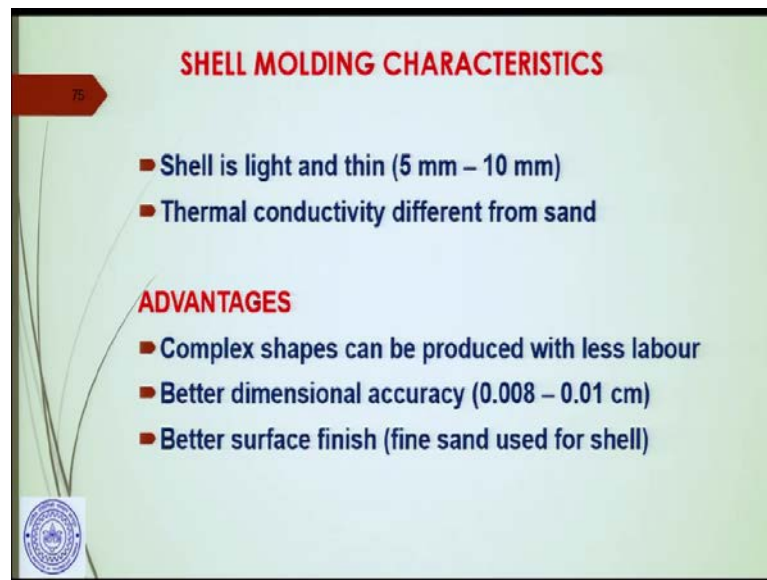 SHELL MOLDING CHARACTERISTICS
75
Shell is light and thin (5 mm – 10 mm)
Thermal conductivity different from sand
ADVANTAGES
Complex shapes can be produced with less labour
Better dimensional accuracy (0.008 – 0.01 cm)
Better surface finish (fine sand used for shell)